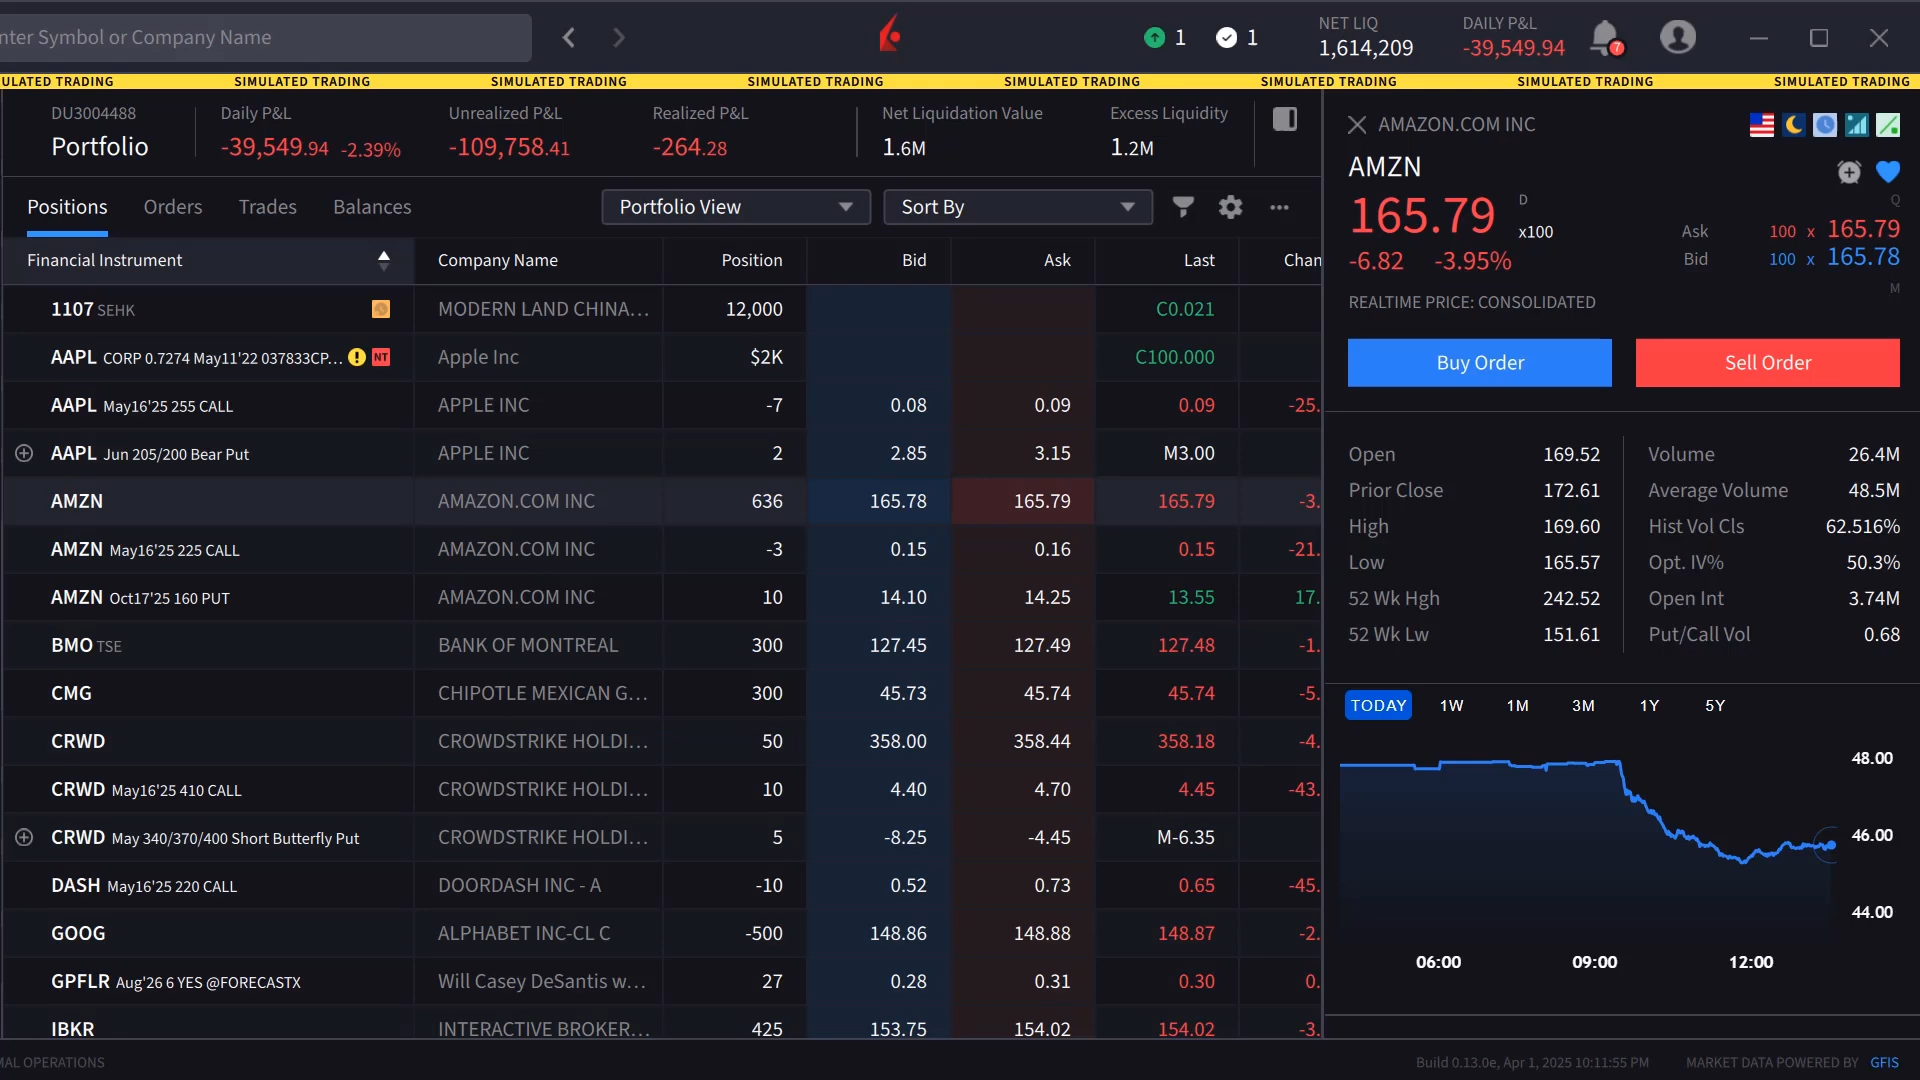 nter Symbol or Company Name
1 1
NET LIQ 1,614,209
DAILY P&L -39,549.94
7
ULATED TRADING SIMULATED TRADING SIMULATED TRADING SIMULATED TRADING SIMULATED TRADING SIMULATED TRADING SIMULATED TRADING SIMULATED TRADING
DU3004488
Portfolio
Daily P&L
-39,549.94 -2.39%
Unrealized P&L
-109,758.41
Realized P&L
-264.28
Net Liquidation Value
1.6M
Excess Liquidity
1.2M
Positions Orders Trades Balances
Portfolio View
Sort By
Financial Instrument Company Name Position Bid Ask Last Chan
1107 SEHK MODERN LAND CHINA... 12,000 C0.021
AAPL CORP 0.7274 May11'22 037833CP... NT Apple Inc $2K C100.000
AAPL May16'25 255 CALL APPLE INC -7 0.08 0.09 0.09 -25.
AAPL Jun 205/200 Bear Put APPLE INC 2 2.85 3.15 M3.00
AMZN AMAZON.COM INC 636 165.78 165.79 165.79 -3.
AMZN May16'25 225 CALL AMAZON.COM INC -3 0.15 0.16 0.15 -21.
AMZN Oct17'25 160 PUT AMAZON.COM INC 10 14.10 14.25 13.55 17.
BMO TSE BANK OF MONTREAL 300 127.45 127.49 127.48 -1.
CMG CHIPOTLE MEXICAN G... 300 45.73 45.74 45.74 -5.
CRWD CROWDSTRIKE HOLDI... 50 358.00 358.44 358.18 -4.
CRWD May16'25 410 CALL CROWDSTRIKE HOLDI... 10 4.40 4.70 4.45 -43.
CRWD May 340/370/400 Short Butterfly Put CROWDSTRIKE HOLDI... 5 -8.25 -4.45 M-6.35
DASH May16'25 220 CALL DOORDASH INC - A -10 0.52 0.73 0.65 -45.
GOOG ALPHABET INC-CL C -500 148.86 148.88 148.87 -2.
GPFLR Aug'26 6 YES @FORECASTX Will Casey DeSantis w... 27 0.28 0.31 0.30 0.
IBKR INTERACTIVE BROKER... 425 153.75 154.02 154.02 -3.
AMAZON.COM INC
AMZN
165.79 D x100
-6.82 -3.95%
Q
Ask 100 x 165.79
Bid 100 x 165.78
M
REALTIME PRICE: CONSOLIDATED
Buy Order Sell Order
Open 169.52 Volume 26.4M
Prior Close 172.61 Average Volume 48.5M
High 169.60 Hist Vol Cls 62.516%
Low 165.57 Opt. IV% 50.3%
52 Wk Hgh 242.52 Open Int 3.74M
52 Wk Lw 151.61 Put/Call Vol 0.68
TODAY 1W 1M 3M 1Y 5Y
48.00
46.00
44.00
06:00 09:00 12:00
MAL OPERATIONS
Build 0.13.0e, Apr 1, 2025 10:11:55 PM
MARKET DATA POWERED BY GFIS